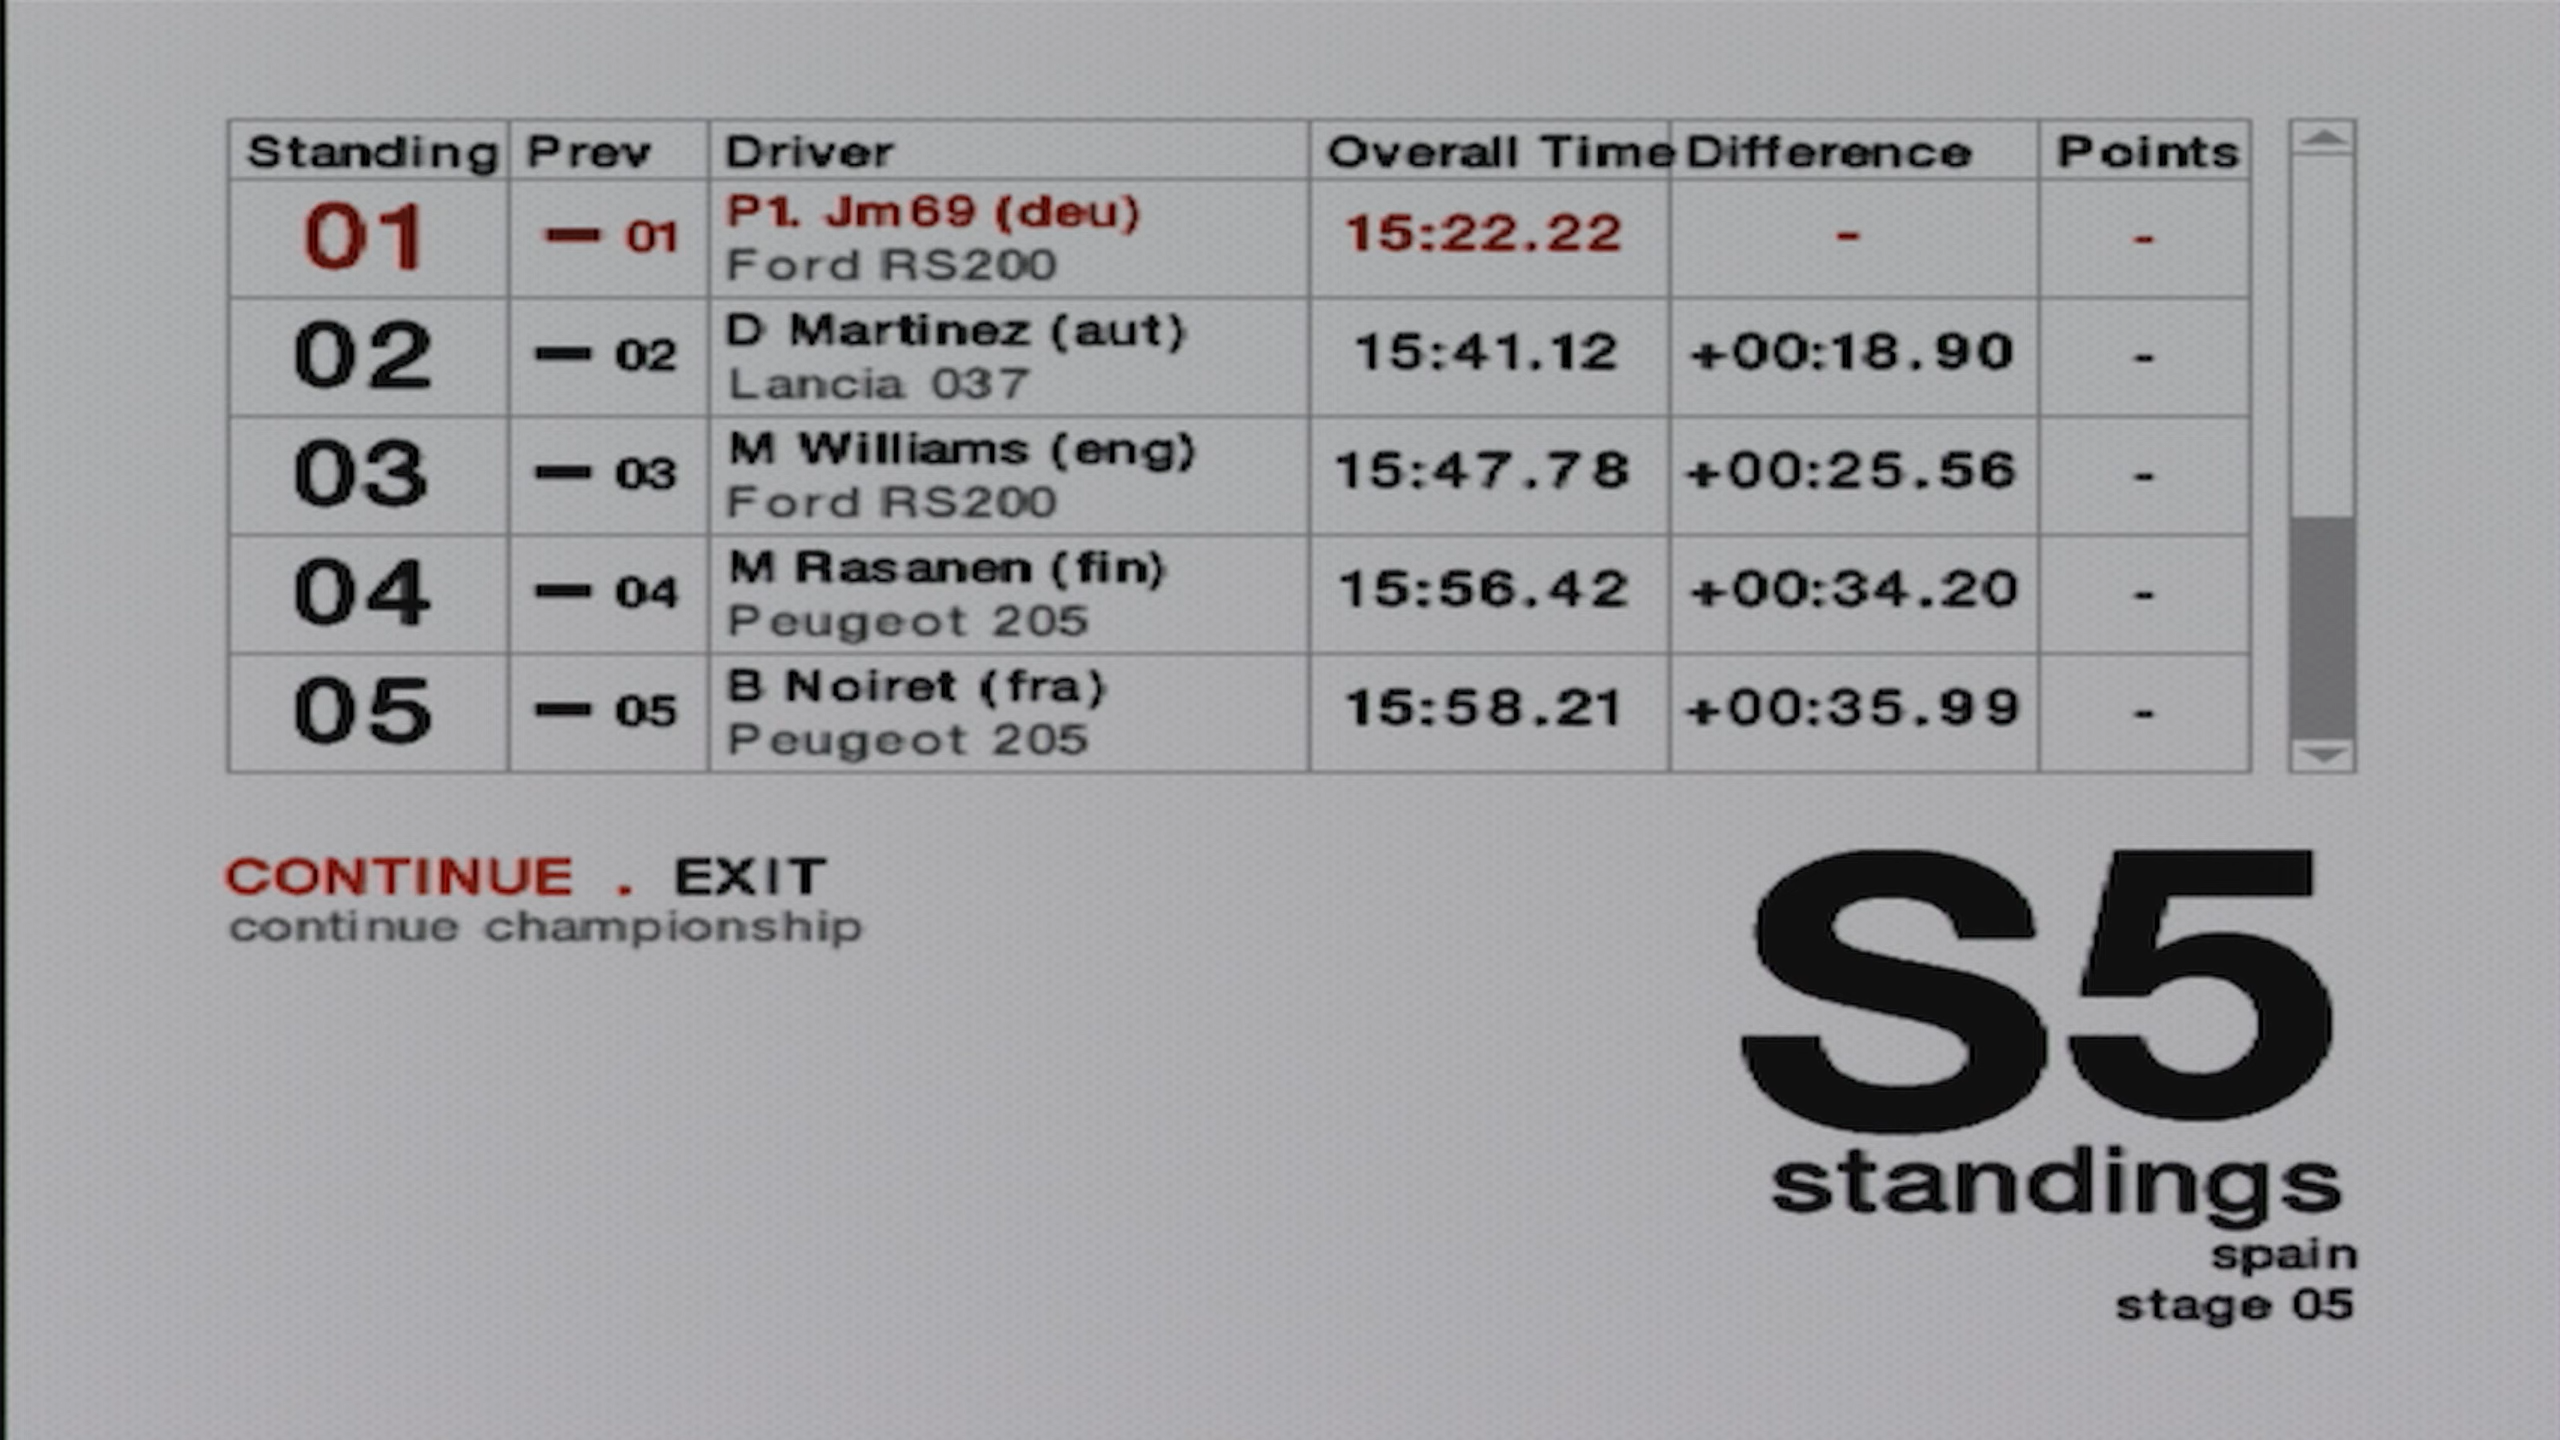 Standing Prev Driver Overall Time Difference Points
01 — 01 P1. Jm69 (deu) 15:22.22 - -
Ford RS200
02 — 02 D Martinez (aut) 15:41.12 +00:18.90 -
Lancia 037
03 — 03 M Williams (eng) 15:47.78 +00:25.56 -
Ford RS200
04 — 04 M Rasanen (fin) 15:56.42 +00:34.20 -
Peugeot 205
05 — 05 B Noiret (fra) 15:58.21 +00:35.99 -
Peugeot 205
CONTINUE . EXIT
continue championship
S5
standings
spain
stage 05